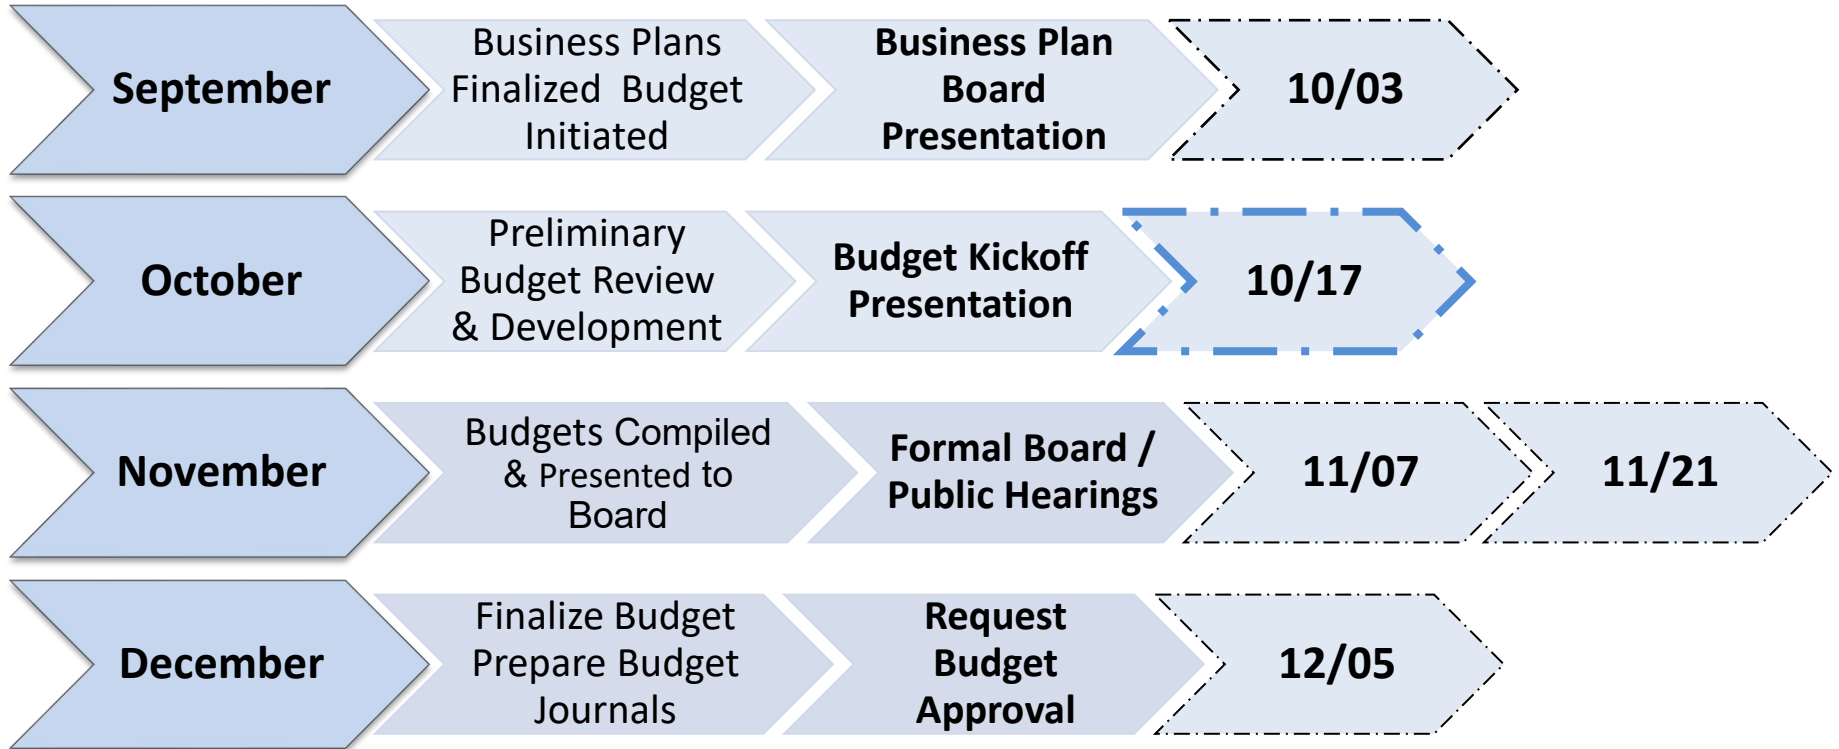 September
Business Plans
Finalized  Budget
Initiated
Business Plan
Board
Presentation
10/03
October
Preliminary
Budget Review
& Development
Budget Kickoff
Presentation
10/17
November
Budgets Compiled
& Presented to
Board
Formal Board /
Public Hearings
11/07
11/21
December
Finalize Budget
Prepare Budget
Journals
Request
Budget
Approval
12/05